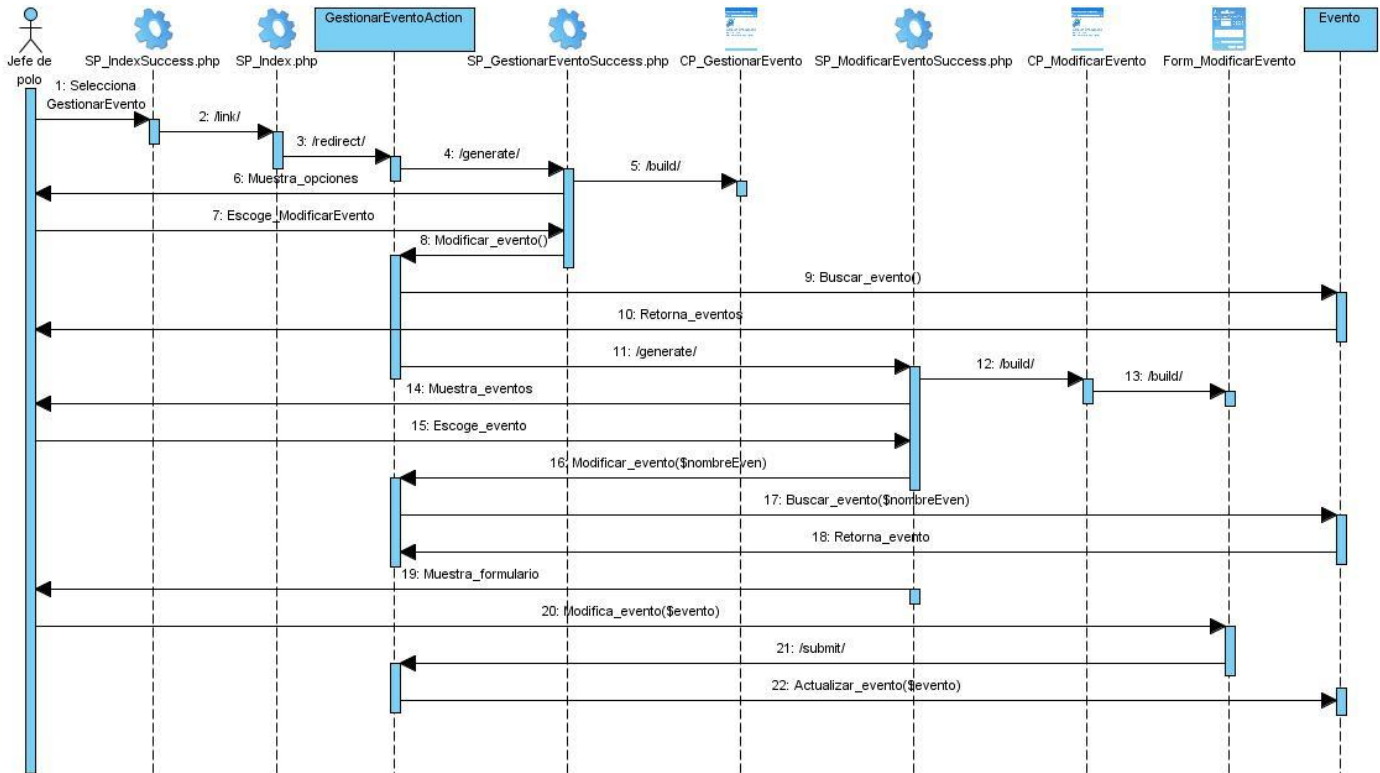 GestionarEventoAction
Evento
Jefe de
polo
SP_IndexSuccess.php
SP_Index.php
SP_GestionarEventoSuccess.php
CP_GestionarEvento
SP_ModificarEventoSuccess.php
CP_ModificarEvento
Form_ModificarEvento
1: Selecciona
GestionarEvento
2: /link/
3: /redirect/
4: /generate/
5: /build/
6: Muestra_opciones
7: Escoge_ModificarEvento
8: Modificar_evento()
9: Buscar_evento()
10: Retorna_eventos
11: /generate/
12: /build/
13: /build/
14: Muestra_eventos
15: Escoge_evento
16: Modificar_evento($nombreEven)
17: Buscar_evento($nombreEven)
18: Retorna_evento
19: Muestra_formulario
20: Modifica_evento($evento)
21: /submit/
22: Actualizar_evento($evento)